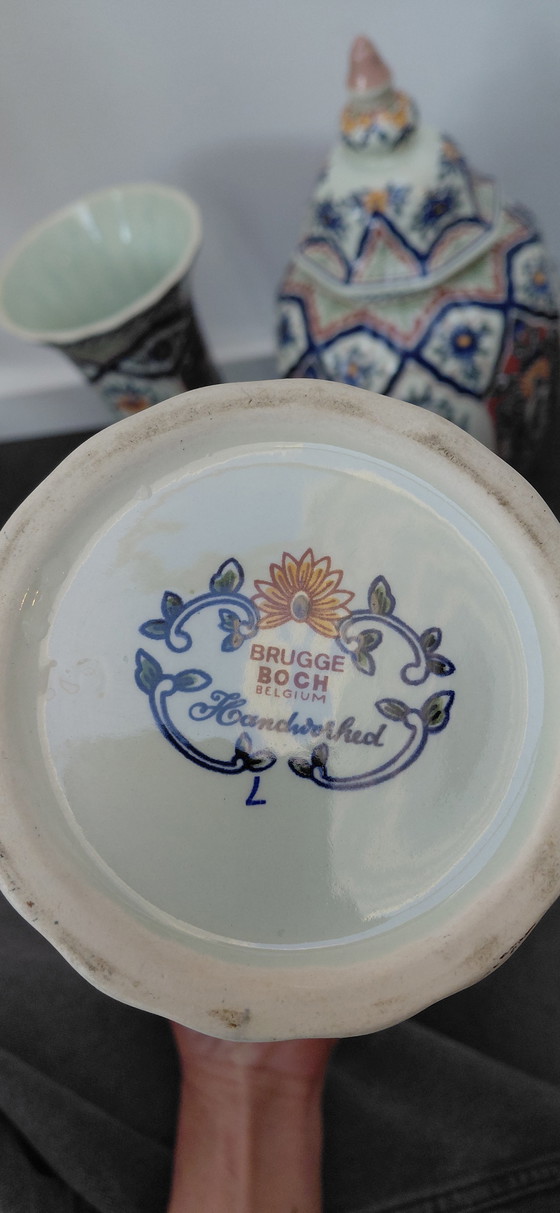 BRUGGE
BOCH
BELGIUM
Handworked
L